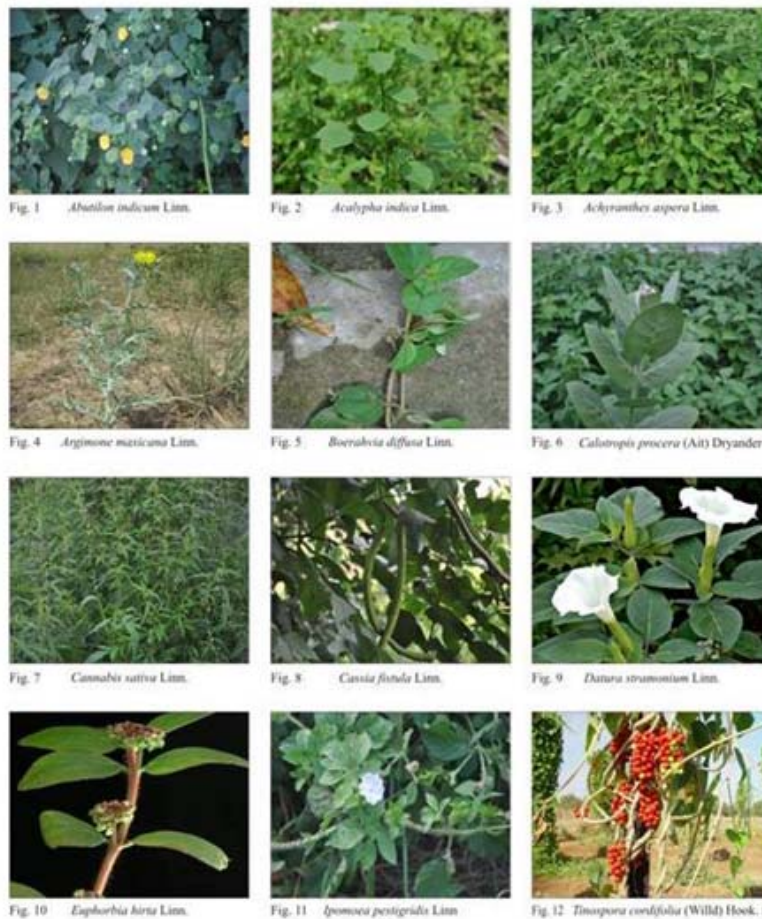 Fig. 1 Abutilon indicum Linn.
Fig. 2 Acalypha indica Linn.
Fig. 3 Achyranthes aspera Linn.
Fig. 4 Argimone maxicana Linn.
Fig. 5 Boerahvia diffusa Linn.
Fig. 6 Calotropis procera (Ait) Dryander
Fig. 7 Cannabis sativa Linn.
Fig. 8 Cassia fistula Linn.
Fig. 9 Datura stramonium Linn.
Fig. 10 Euphorbia hirta Linn.
Fig. 11 Ipomoea pestigridis Linn
Fig. 12 Tinospora cordifolia (Willd) Hook.